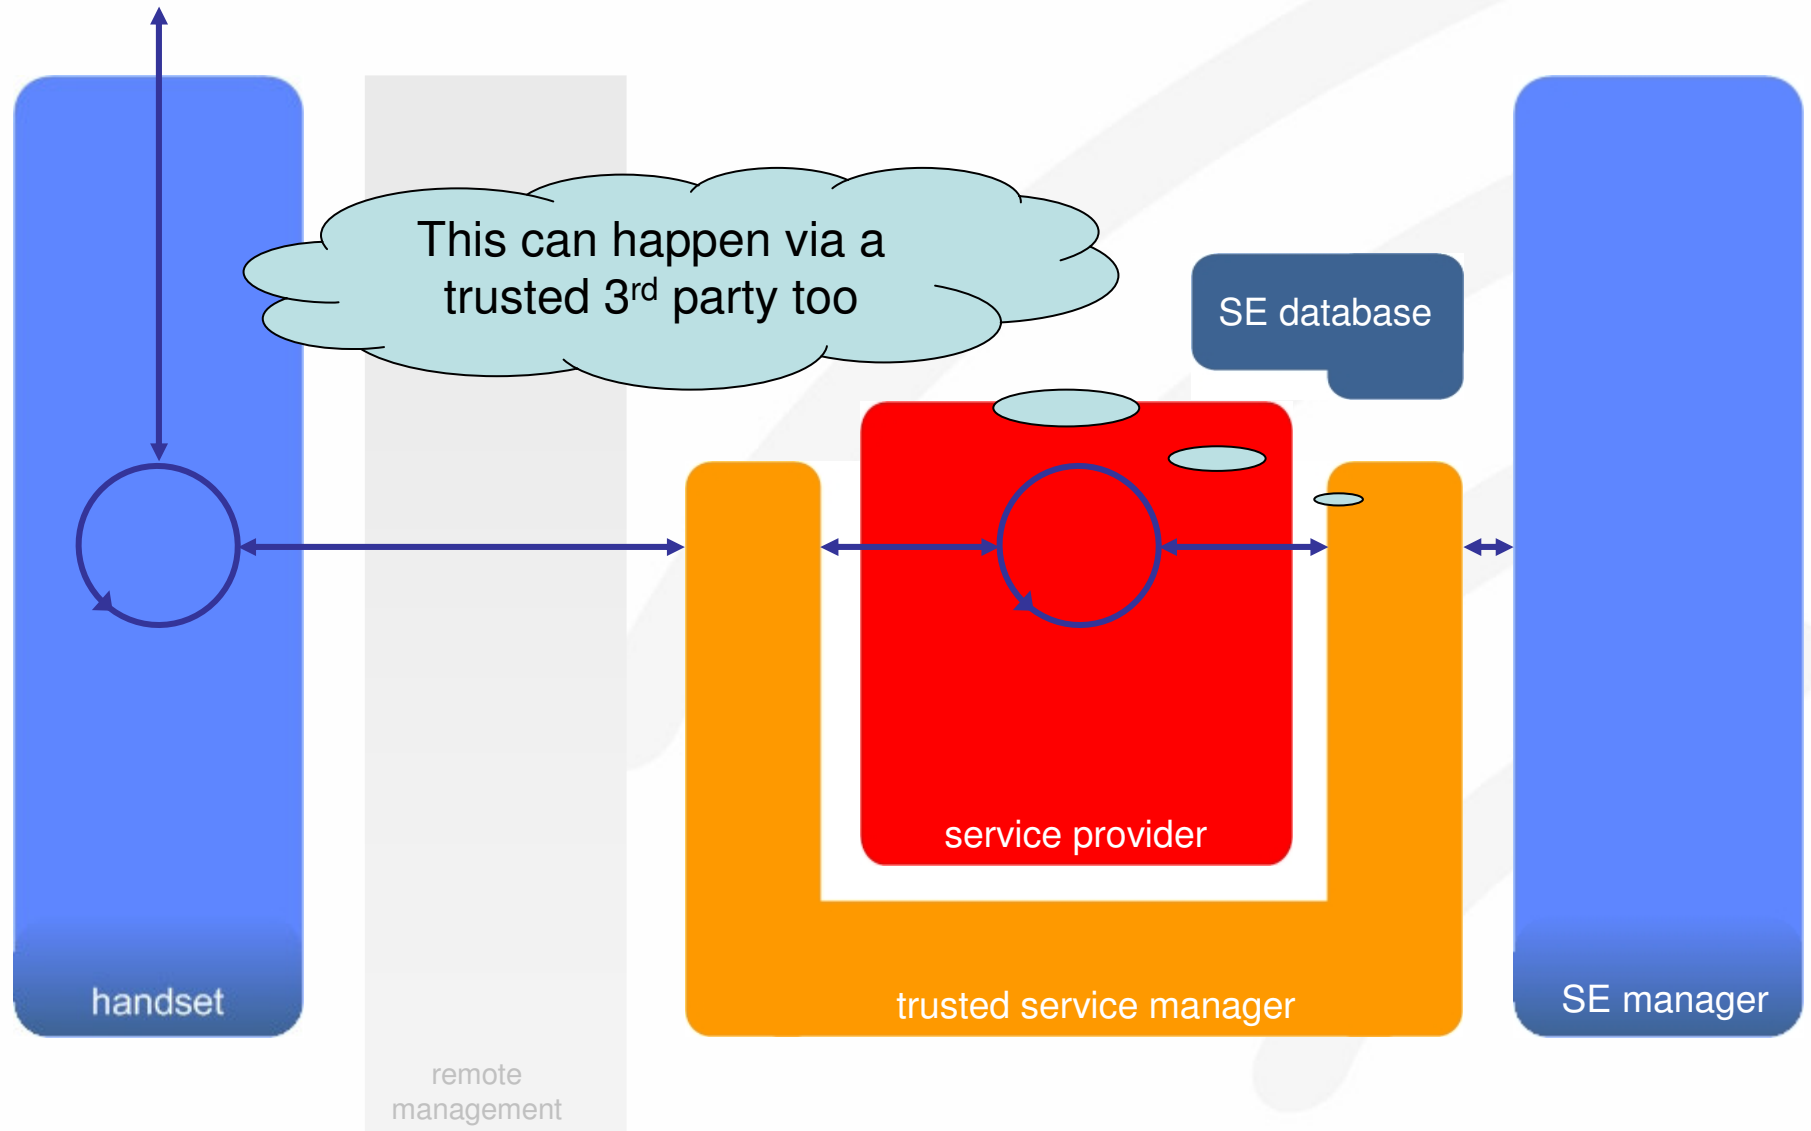 This can happen via a
trusted 3rd party too
SE database
service provider
handset
trusted service manager
SE manager
remote
management